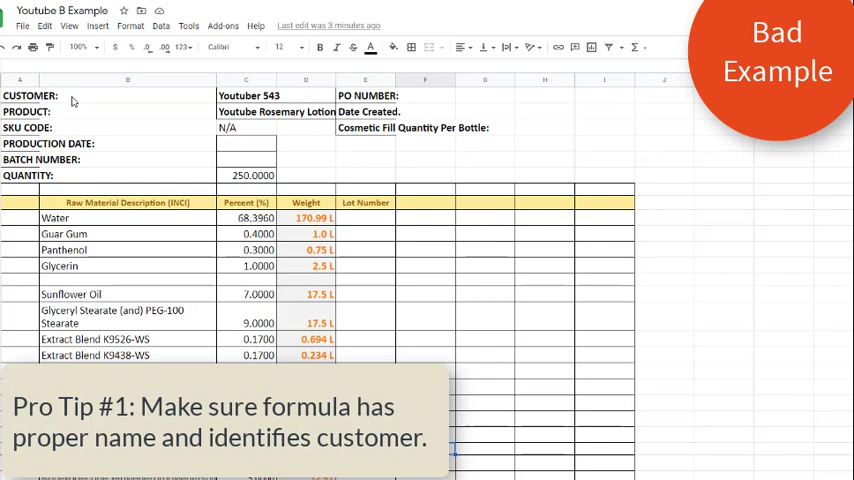 Youtube B Example
File Edit View Insert Format Data Tools Add-ons Help Last edit was 3 minutes ago
100% $ % .0 .00 123 Calibri 12 B I S A
A B C D E F G H I J
CUSTOMER: Youtuber 543 PO NUMBER:
PRODUCT: Youtube Rosemary Lotion Date Created.
SKU CODE: N/A Cosmetic Fill Quantity Per Bottle:
PRODUCTION DATE:
BATCH NUMBER:
QUANTITY: 250.0000
Raw Material Description (INCI) Percent (%) Weight Lot Number
Water 68.3960 170.99 L
Guar Gum 0.4000 1.0 L
Panthenol 0.3000 0.75 L
Glycerin 1.0000 2.5 L
Sunflower Oil 7.0000 17.5 L
Glyceryl Stearate (and) PEG-100
Stearate 9.0000 17.5 L
Extract Blend K9526-WS 0.1700 0.694 L
Extract Blend K9438-WS 0.1700 0.234 L
Bad
Example
Pro Tip #1: Make sure formula has
proper name and identifies customer.